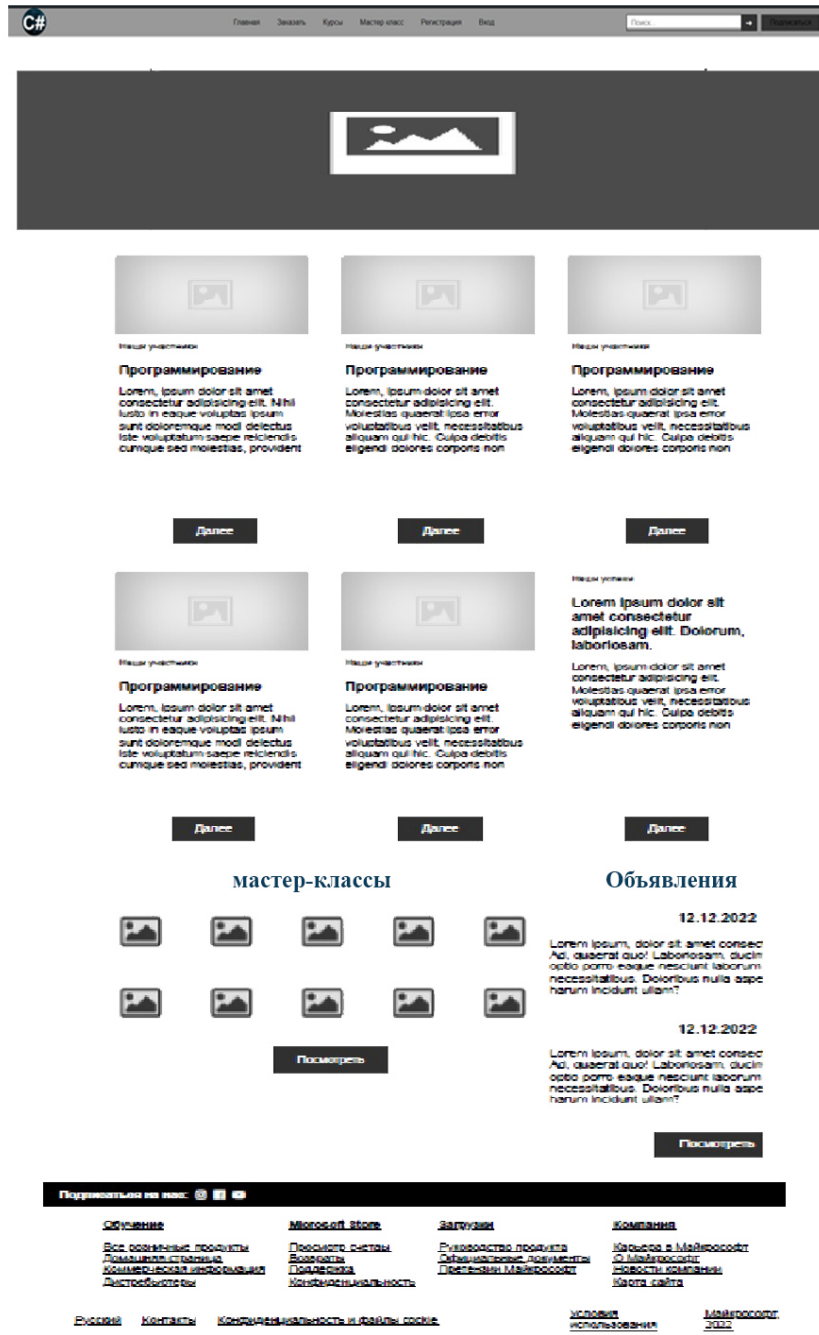 C#
Главная Заказать Курсы Мастер класс Регистрация Вход
Поиск
Подписаться
Наши участники
Программирование
Lorem, ipsum dolor sit amet
consectetur adipisicing elit. Nihil
iusto in eaque voluptas ipsum
sunt doloremque modi delectus
iste voluptatum saepe reiciendis
cumque sed molestias, provident
Далее
Наши участники
Программирование
Lorem, ipsum dolor sit amet
consectetur adipisicing elit.
Molestias quaerat ipsa error
voluptatibus velit, necessitatibus
aliquam qui hic. Culpa debitis
eligendi dolores corporis non
Далее
Наши участники
Программирование
Lorem, ipsum dolor sit amet
consectetur adipisicing elit.
Molestias quaerat ipsa error
voluptatibus velit, necessitatibus
aliquam qui hic. Culpa debitis
eligendi dolores corporis non
Далее
Наши участники
Программирование
Lorem, ipsum dolor sit amet
consectetur adipisicing elit. Nihil
iusto in eaque voluptas ipsum
sunt doloremque modi delectus
iste voluptatum saepe reiciendis
cumque sed molestias, provident
Далее
Наши участники
Программирование
Lorem, ipsum dolor sit amet
consectetur adipisicing elit.
Molestias quaerat ipsa error
voluptatibus velit, necessitatibus
aliquam qui hic. Culpa debitis
eligendi dolores corporis non
Далее
Наши успехи
Lorem ipsum dolor sit
amet consectetur
adipisicing elit. Dolorum,
laboriosam.
Lorem, ipsum dolor sit amet
consectetur adipisicing elit.
Molestias quaerat ipsa error
voluptatibus velit, necessitatibus
aliquam qui hic. Culpa debitis
eligendi dolores corporis non
Далее
мастер-классы
Посмотреть
Объявления
12.12.2022
Lorem ipsum, dolor sit amet consec
Ad, quaerat quo! Laboriosam, ducim
optio porro eaque nesciunt laborum
necessitatibus. Doloribus nulla aspe
harum incidunt ullam?
12.12.2022
Lorem ipsum, dolor sit amet consec
Ad, quaerat quo! Laboriosam, ducim
optio porro eaque nesciunt laborum
necessitatibus. Doloribus nulla aspe
harum incidunt ullam?
Посмотреть
Подписаться на нас:
Обучение
Все розничные продукты
Домашняя страница
Коммерческая информация
Дистребьютеры
Microsoft Store
Просмотр счетаы
Возвраты
Поддержка
Конфиденциальность
Загрузки
Руководство продукта
Официальные документы
Претензии Майкрософт
Компания
Карьера в Майкрософт
О Майкрософт
Новости компании
Карта сайта
Русский Контакты Конфиденциальность и файлы cookie
Условия
использования
Майкрософт,
2022